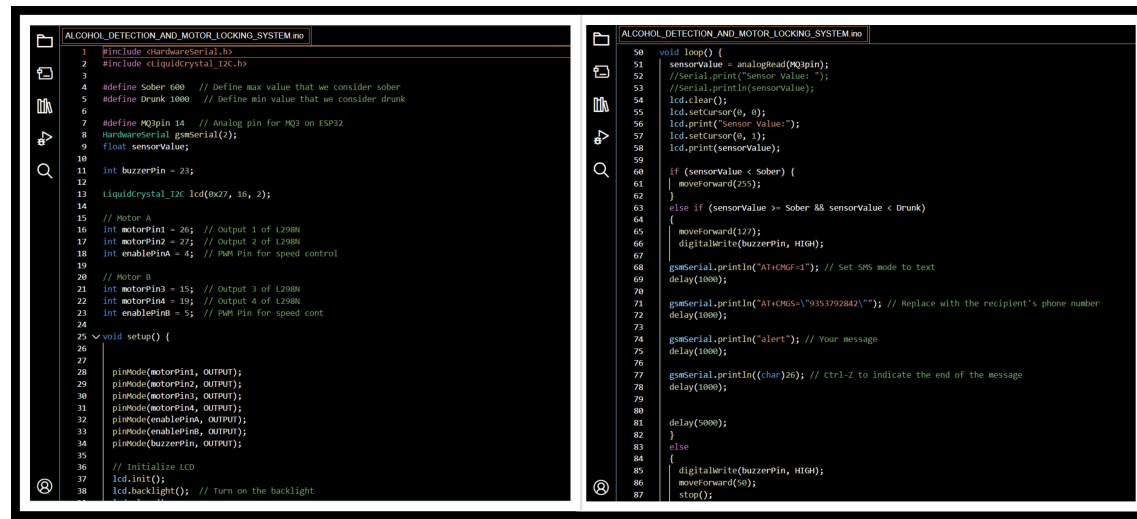 ALCOHOL_DETECTION_AND_MOTOR_LOCKING_SYSTEM.ino
1 #include <HardwareSerial.h>
2 #include <LiquidCrystal_I2C.h>
3
4 #define Sober 600   // Define max value that we consider sober
5 #define Drunk 1000   // Define min value that we consider drunk
6
7 #define MQ3pin 14   // Analog pin for MQ3 on ESP32
8 HardwareSerial gsmSerial(2);
9 float sensorValue;
10
11 int buzzerPin = 23;
12
13 LiquidCrystal_I2C lcd(0x27, 16, 2);
14
15 // Motor A
16 int motorPin1 = 26;  // Output 1 of L298N
17 int motorPin2 = 27;  // Output 2 of L298N
18 int enablePinA = 4;  // PWM Pin for speed control
19
20 // Motor B
21 int motorPin3 = 15;  // Output 3 of L298N
22 int motorPin4 = 19;  // Output 4 of L298N
23 int enablePinB = 5;  // PWM Pin for speed cont
24
25 void setup() {
26
27
28 pinMode(motorPin1, OUTPUT);
29 pinMode(motorPin2, OUTPUT);
30 pinMode(motorPin3, OUTPUT);
31 pinMode(motorPin4, OUTPUT);
32 pinMode(enablePinA, OUTPUT);
33 pinMode(enablePinB, OUTPUT);
34 pinMode(buzzerPin, OUTPUT);
35
36 // Initialize LCD
37 lcd.init();
38 lcd.backlight();  // Turn on the backlight
ALCOHOL_DETECTION_AND_MOTOR_LOCKING_SYSTEM.ino
50 void loop() {
51 sensorValue = analogRead(MQ3pin);
52 //Serial.print("Sensor Value: ");
53 //Serial.println(sensorValue);
54 lcd.clear();
55 lcd.setCursor(0, 0);
56 lcd.print("Sensor Value:");
57 lcd.setCursor(0, 1);
58 lcd.print(sensorValue);
59
60 if (sensorValue < Sober) {
61 moveForward(255);
62 }
63 else if (sensorValue >= Sober && sensorValue < Drunk)
64 {
65 moveForward(127);
66 digitalWrite(buzzerPin, HIGH);
67
68 gsmSerial.println("AT+CMGF=1"); // Set SMS mode to text
69 delay(1000);
70
71 gsmSerial.println("AT+CMGS=\"9353792842\""); // Replace with the recipient's phone number
72 delay(1000);
73
74 gsmSerial.println("alert"); // Your message
75 delay(1000);
76
77 gsmSerial.println((char)26); // Ctrl-Z to indicate the end of the message
78 delay(1000);
79
80
81 delay(5000);
82 }
83 else
84 {
85 digitalWrite(buzzerPin, HIGH);
86 moveForward(50);
87 stop();